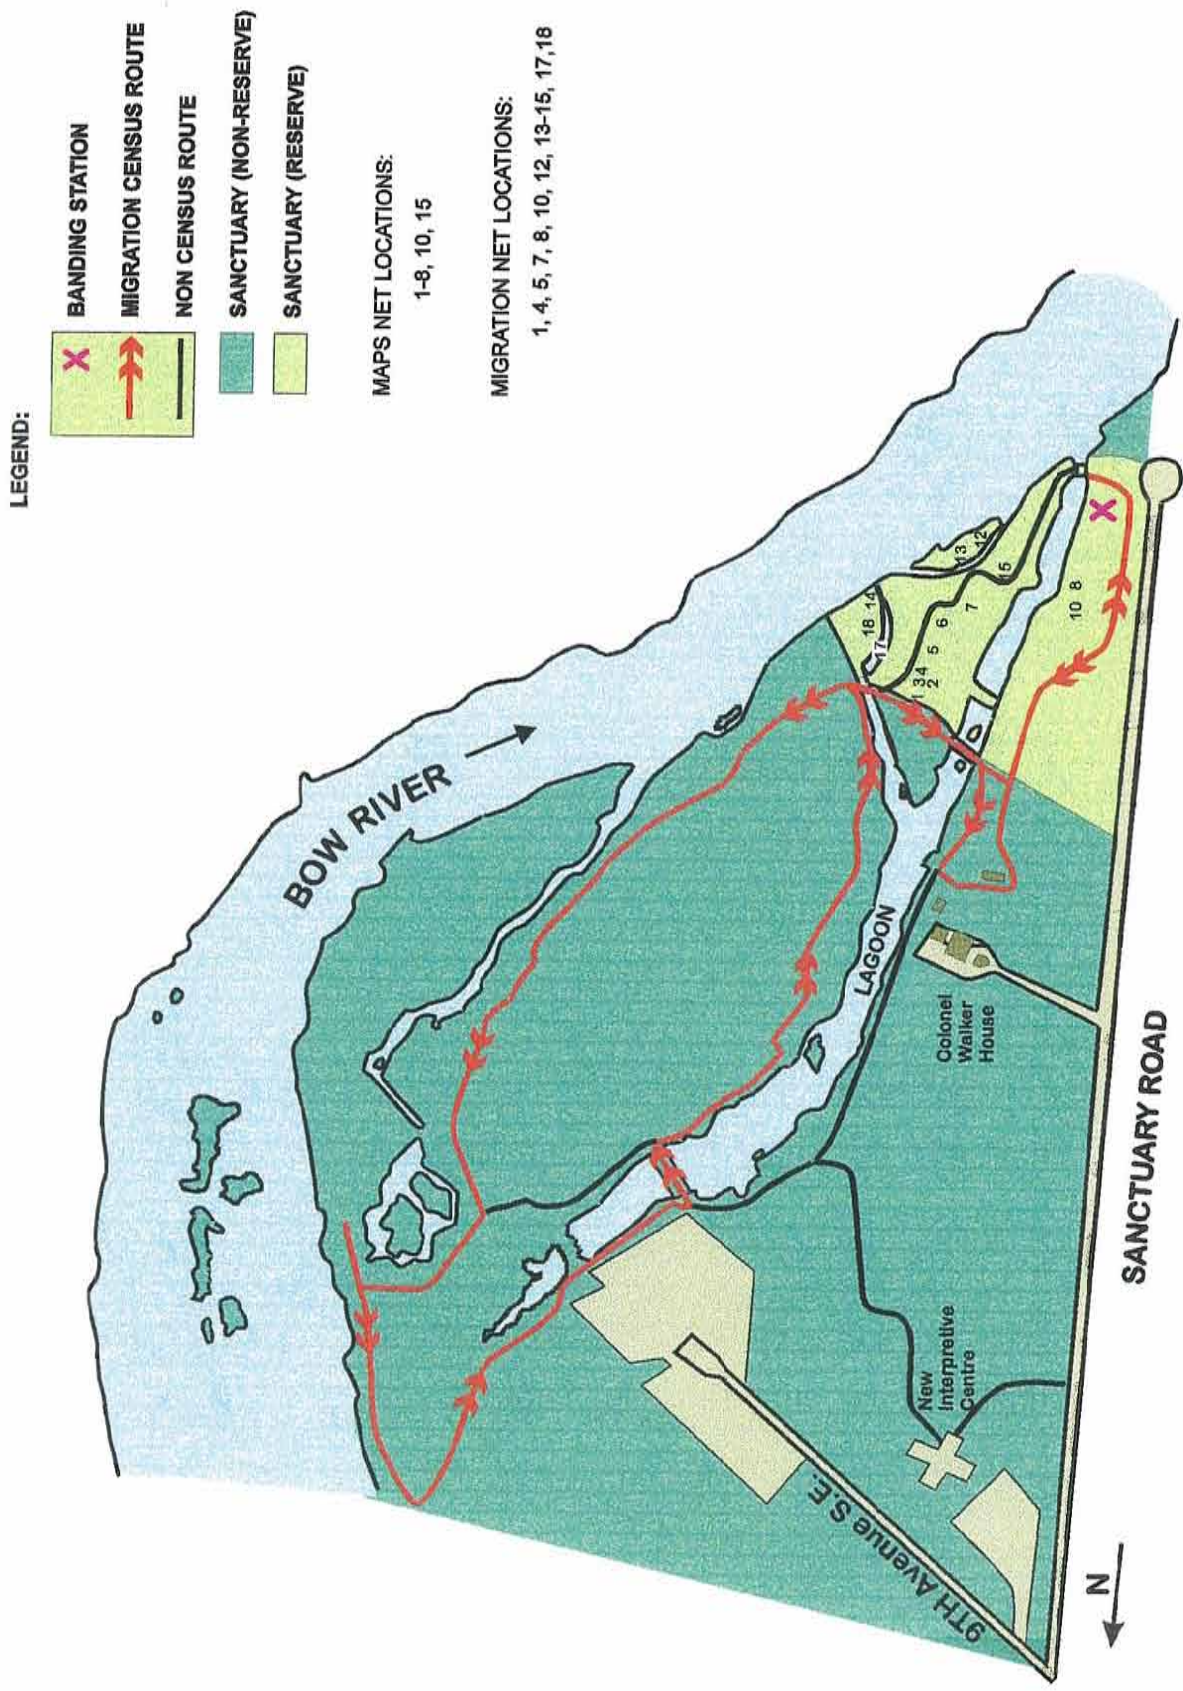 LEGEND:
X BANDING STATION
MIGRATION CENSUS ROUTE
NON CENSUS ROUTE
SANCTUARY (NON-RESERVE)
SANCTUARY (RESERVE)
MAPS NET LOCATIONS:
1-8, 10, 15
MIGRATION NET LOCATIONS:
1, 4, 5, 7, 8, 10, 12, 13-15, 17,18
BOW RIVER
13
12
18 14
17
15
7
6
5
1 3 4
2
10 8
X
LAGOON
Colonel
Walker
House
SANCTUARY ROAD
New
Interpretive
Centre
9TH Avenue S.E.
N